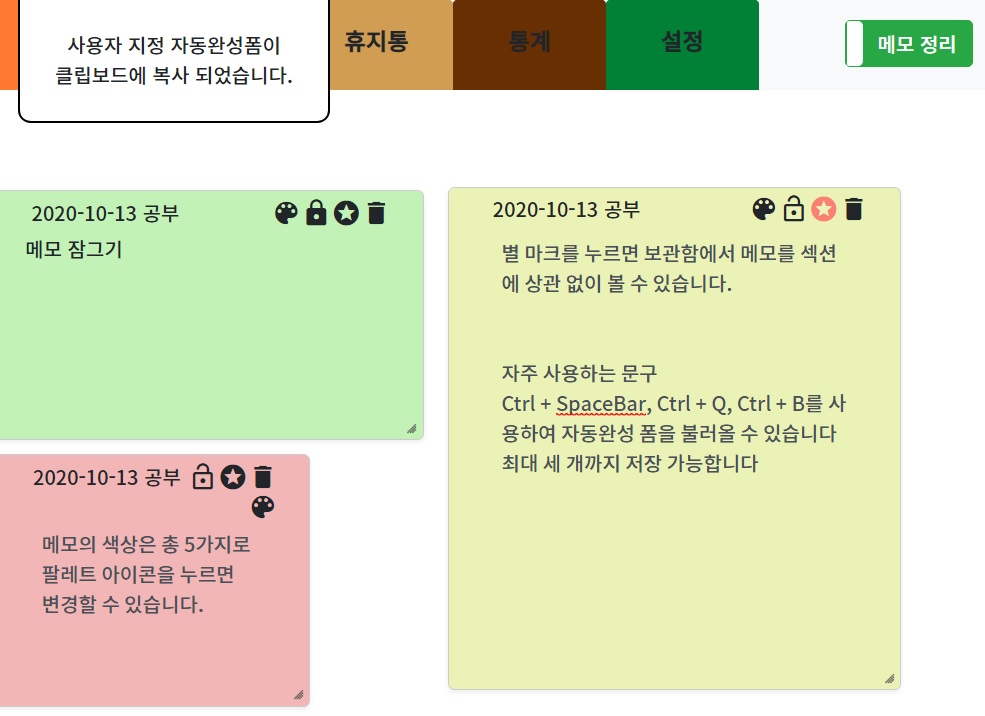 사용자 지정 자동완성폼이
클립보드에 복사 되었습니다.
휴지통
통계
설정
메모 정리
2020-10-13 공부
메모 잠그기
2020-10-13 공부
별 마크를 누르면 보관함에서 메모를 섹션
에 상관 없이 볼 수 있습니다.
자주 사용하는 문구
Ctrl + SpaceBar, Ctrl + Q, Ctrl + B를 사
용하여 자동완성 폼을 불러올 수 있습니다
최대 세 개까지 저장 가능합니다
2020-10-13 공부
메모의 색상은 총 5가지로
팔레트 아이콘을 누르면
변경할 수 있습니다.